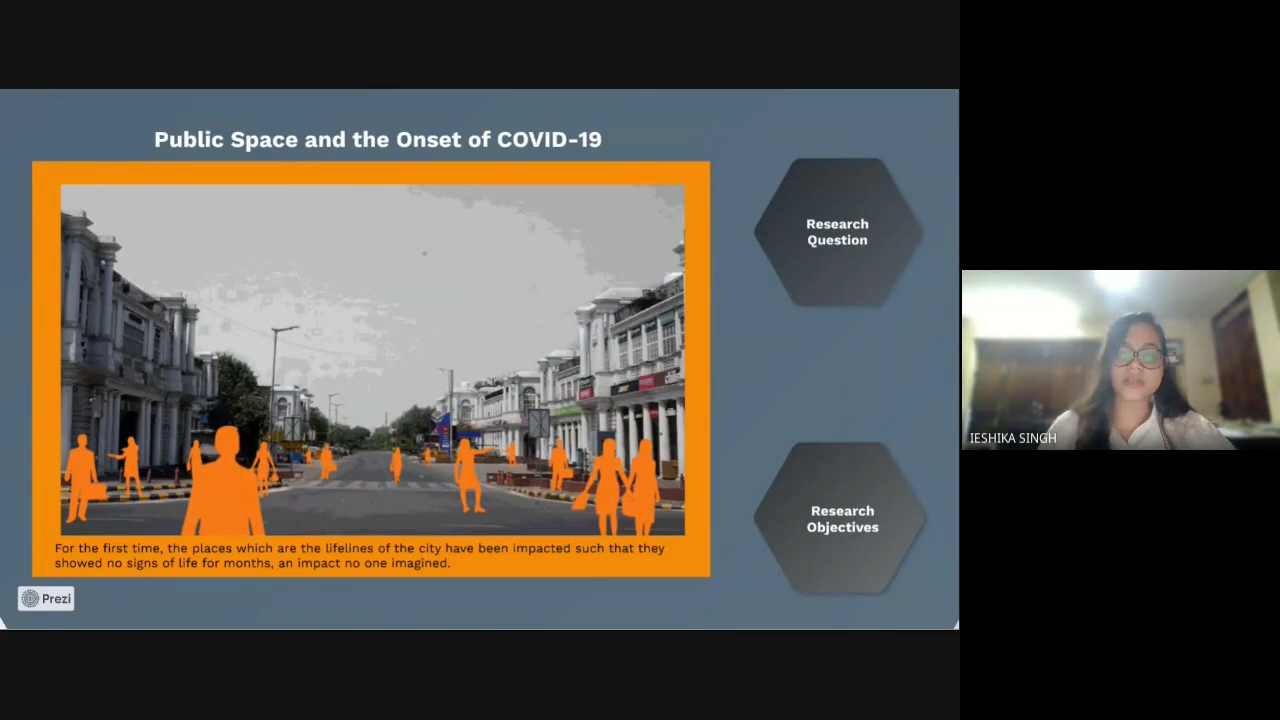 Public Space and the Onset of COVID-19
Research
Question
For the first time, the places which are the lifelines of the city have been impacted such that they
showed no signs of life for months, an impact no one imagined.
Research
Objectives
Prezi
IESHIKA SINGH